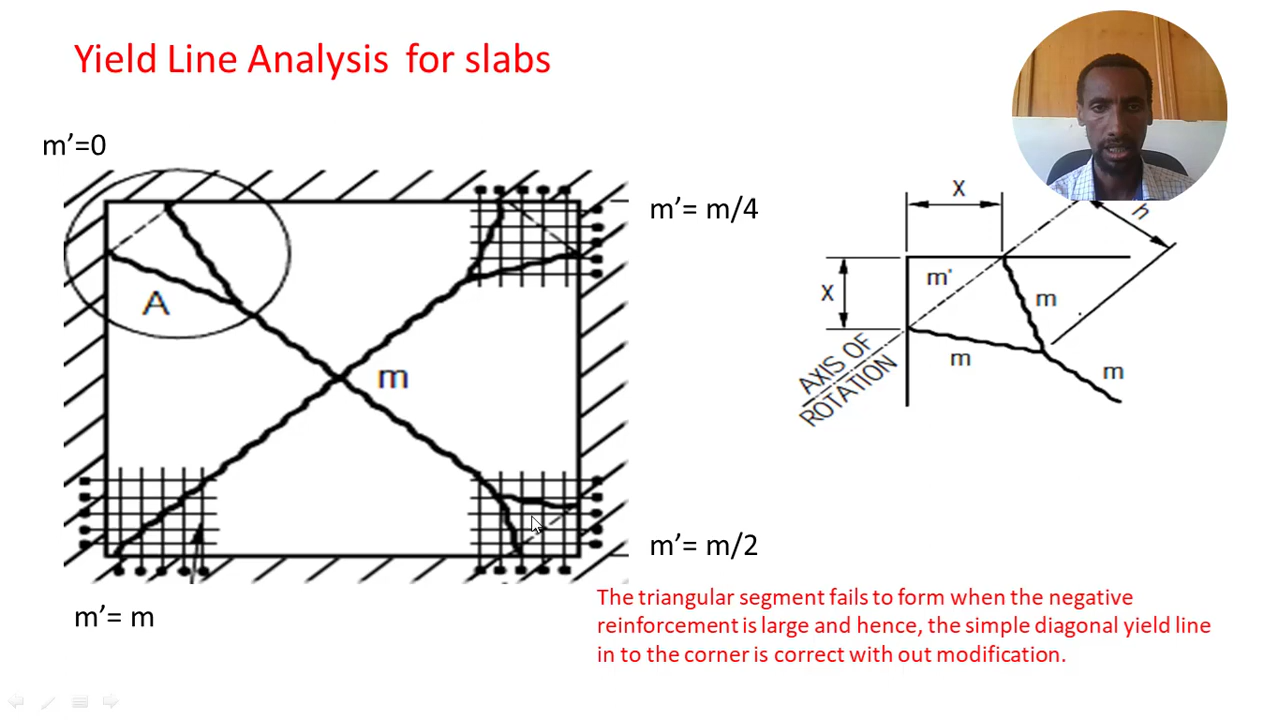 Yield Line Analysis for slabs
m’=0
m’= m/4
A
m
m’= m/2
m’= m
X
h
X
m'
m
m
m
AXIS OF
ROTATION
The triangular segment fails to form when the negative
reinforcement is large and hence, the simple diagonal yield line
in to the corner is correct with out modification.